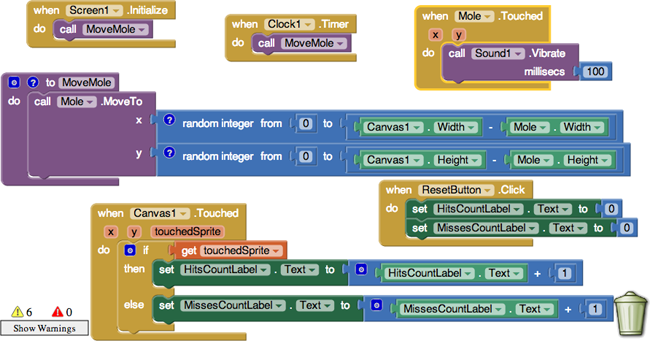 when Screen1 .Initialize
do call MoveMole
when Clock1 .Timer
do call MoveMole
when Mole .Touched
x y
do call Sound1 .Vibrate
millisecs 100
? to MoveMole
do call Mole .MoveTo
x ? random integer from 0 to Canvas1 . Width - Mole . Width
y ? random integer from 0 to Canvas1 . Height - Mole . Height
when ResetButton .Click
do set HitsCountLabel . Text to 0
set MissesCountLabel . Text to 0
when Canvas1 .Touched
x y touchedSprite
do if get touchedSprite
then set HitsCountLabel . Text to HitsCountLabel . Text + 1
else set MissesCountLabel . Text to MissesCountLabel . Text + 1
6 0
Show Warnings